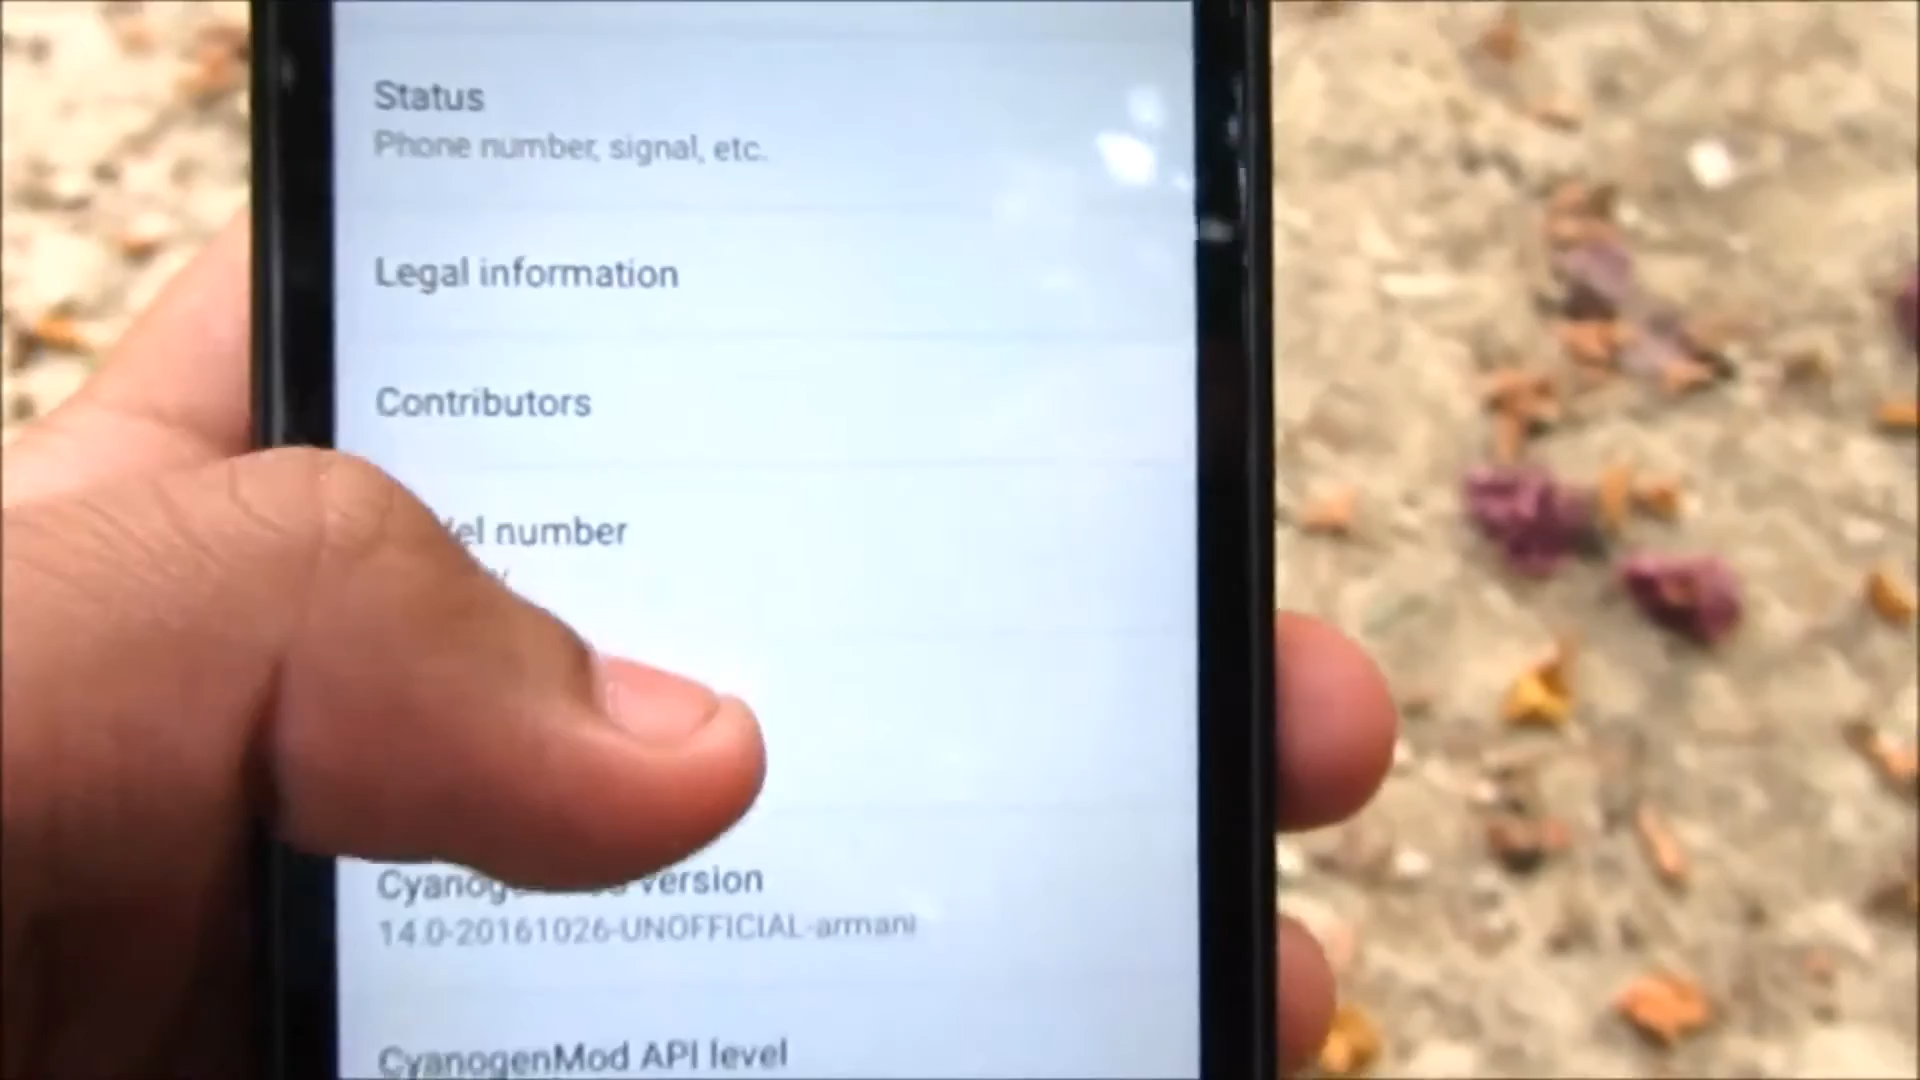 Status
Phone number, signal, etc.
Legal information
Contributors
number
version
14.0-20161026-UNOFFICIAL-armani
CyanogenMod API level